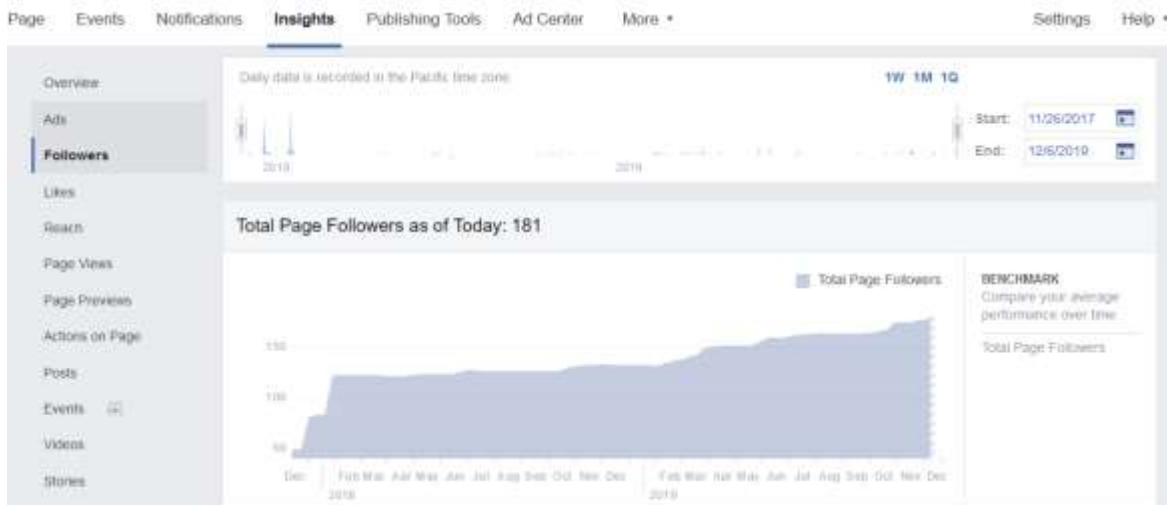 Page Events Notifications Insights Publishing Tools Ad Center More Settings Help
Overview
Ads
Followers
Likes
Reach
Page Views
Page Previews
Actions on Page
Posts
Events
Videos
Stories
Daily data is recorded in the Pacific time zone. 1W 1M 1Q
Start: 11/26/2017
End: 12/6/2019
2018 2019
Total Page Followers as of Today: 181
Total Page Followers
150
100
50
Dec Feb Mar Apr May Jun Jul Aug Sep Oct Nov Dec Feb Mar Apr May Jun Jul Aug Sep Oct Nov Dec
2018 2019
BENCHMARK
Compare your average
performance over time.
Total Page Followers